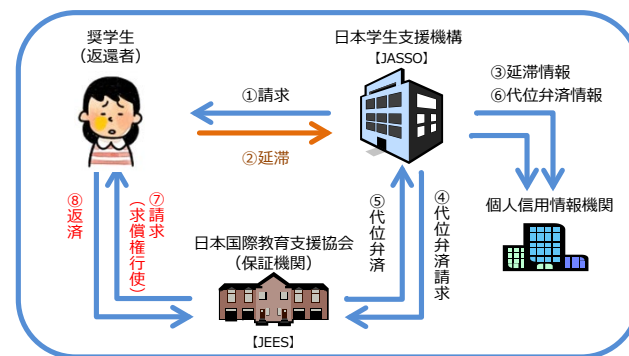 奨学生
(返還者)
日本学生支援機構
【JASSO】
①請求
②延滞
③延滞情報
⑥代位弁済情報
個人信用情報機関
⑧返済
⑦請求
(求償権行使)
⑤代位弁済
④代位弁済請求
日本国際教育支援協会
(保証機関)
【JEES】